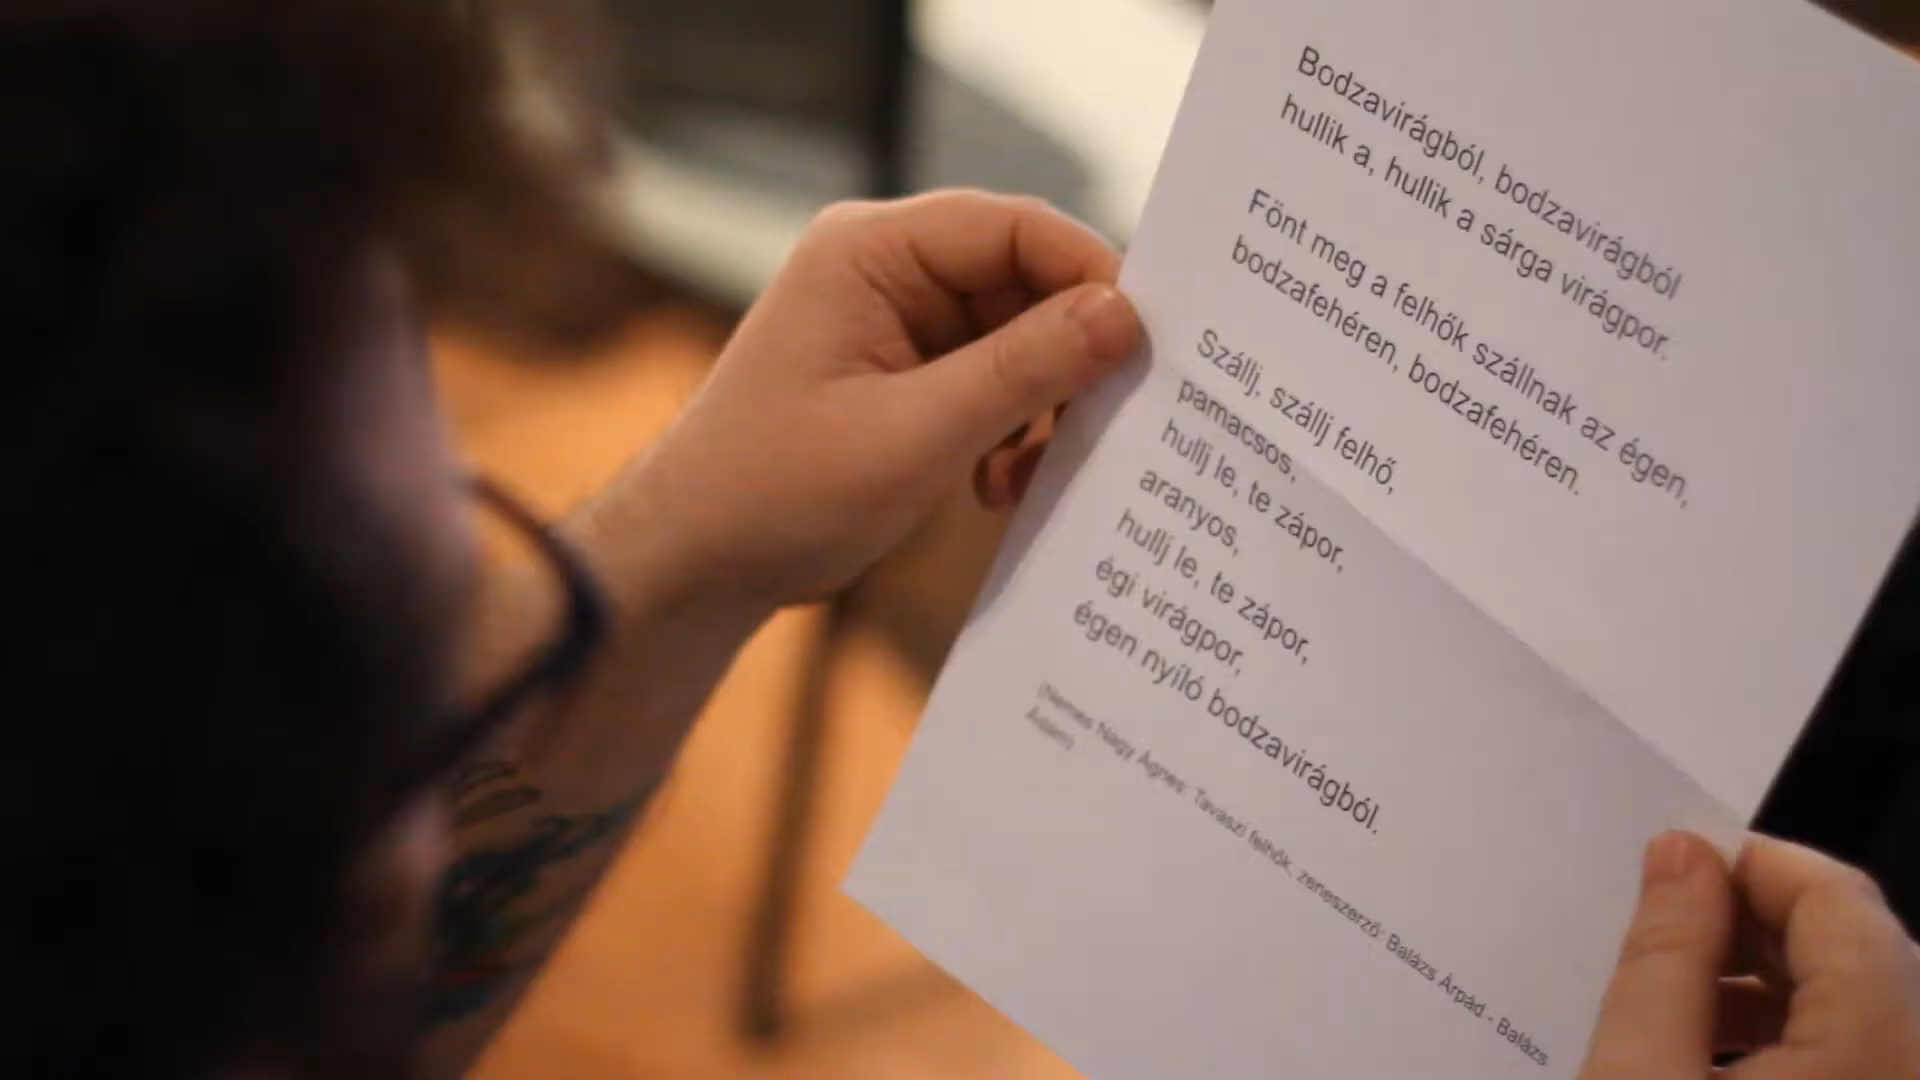 Bodzavirágból, bodzavirágból
hullik a, hullik a sárga virágpor.
Fönt meg a felhők szállnak az égen,
bodzafehéren, bodzafehéren.
Szállj, szállj felhő,
pamacsos,
hullj le, te zápor,
aranyos,
hullj le, te zápor,
égi virágpor,
égen nyíló bodzavirágból.
(Nemes Nagy Ágnes: Tavaszi felhők, zeneszerző: Balázs Árpád - Balázs
Ádám)